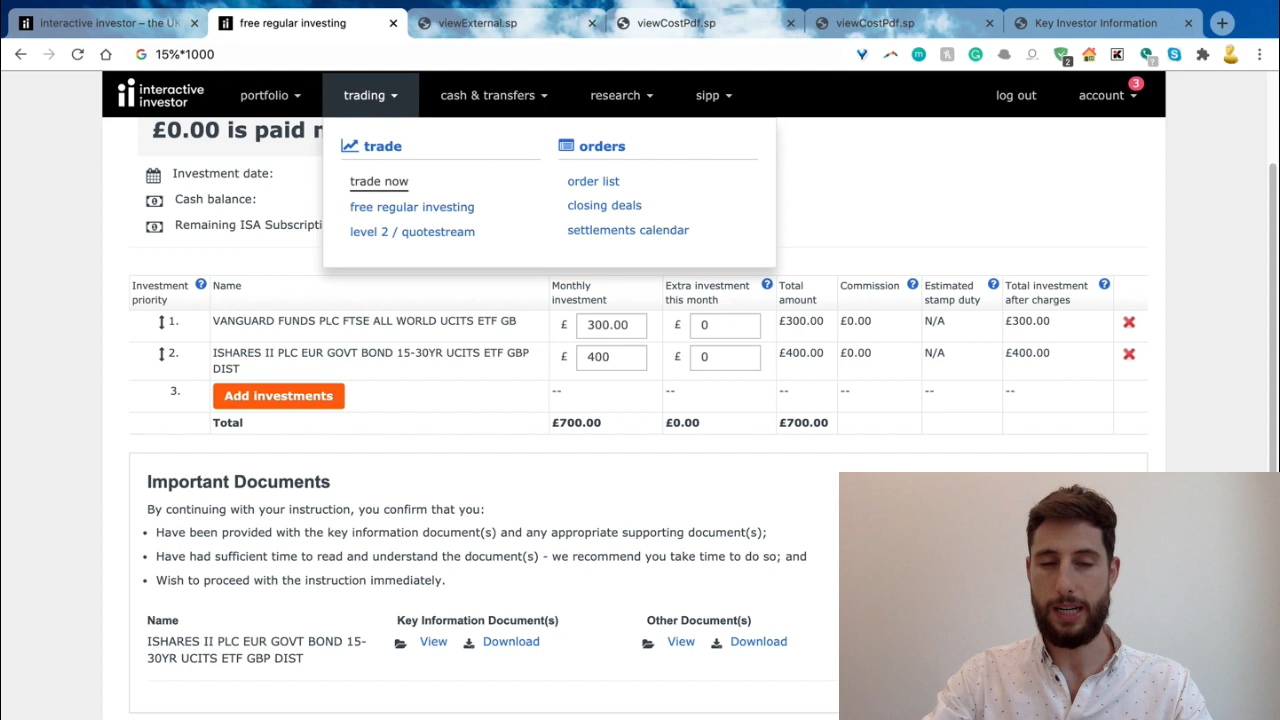 interactive investor – the UK
free regular investing
viewExternal.sp
viewCostPdf.sp
viewCostPdf.sp
Key Investor Information
15%*1000
2
?
interactive investor
portfolio
trading
cash & transfers
research
sipp
log out
account
3
£0.00 is paid
trade
orders
Investment date:
trade now
order list
Cash balance:
free regular investing
closing deals
Remaining ISA Subscripti
level 2 / quotestream
settlements calendar
Investment priority
Name
Monthly investment
Extra investment this month
Total amount
Commission
Estimated stamp duty
Total investment after charges
1. VANGUARD FUNDS PLC FTSE ALL WORLD UCITS ETF GB £ 300.00 £ 0 £300.00 £0.00 N/A £300.00
2. ISHARES II PLC EUR GOVT BOND 15-30YR UCITS ETF GBP £ 400 £ 0 £400.00 £0.00 N/A £400.00
DIST
3. Add investments -- -- -- -- -- --
Total £700.00 £0.00 £700.00
Important Documents
By continuing with your instruction, you confirm that you:
• Have been provided with the key information document(s) and any appropriate supporting document(s);
• Have had sufficient time to read and understand the document(s) - we recommend you take time to do so; and
• Wish to proceed with the instruction immediately.
Name Key Information Document(s) Other Document(s)
ISHARES II PLC EUR GOVT BOND 15- View Download View Download
30YR UCITS ETF GBP DIST